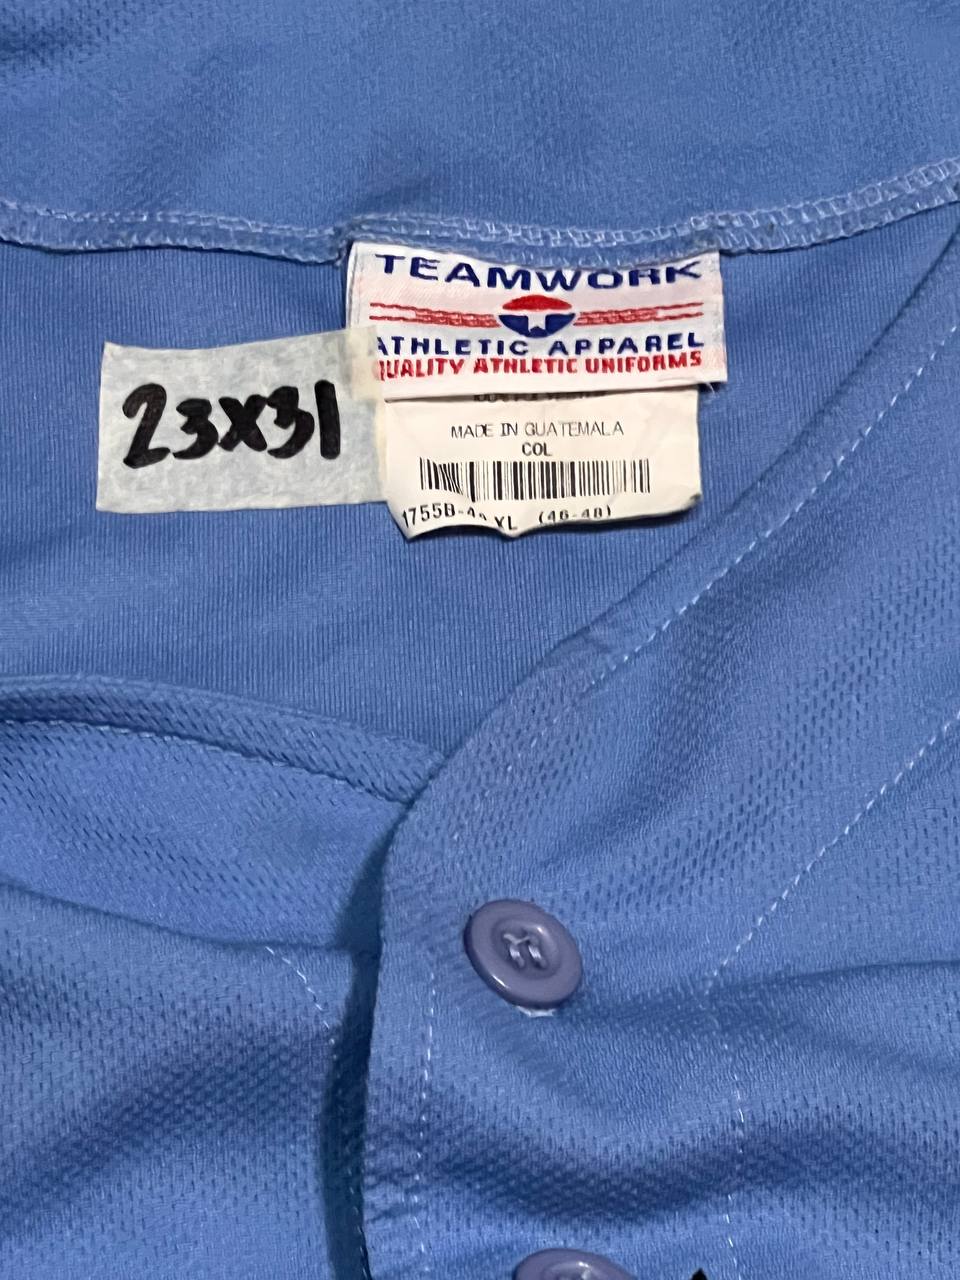 TEAMWORK
ATHLETIC APPAREL
QUALITY ATHLETIC UNIFORMS
23x31
MADE IN GUATEMALA
COL
XL (46-48)